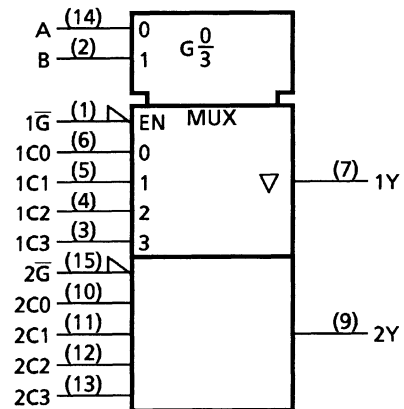 A (14) 0 G 0/3
B (2) 1
1G̅ (1) EN MUX
1C0 (6) 0
1C1 (5) 1 ▽ (7) 1Y
1C2 (4) 2
1C3 (3) 3
2G̅ (15)
2C0 (10)
2C1 (11) (9) 2Y
2C2 (12)
2C3 (13)